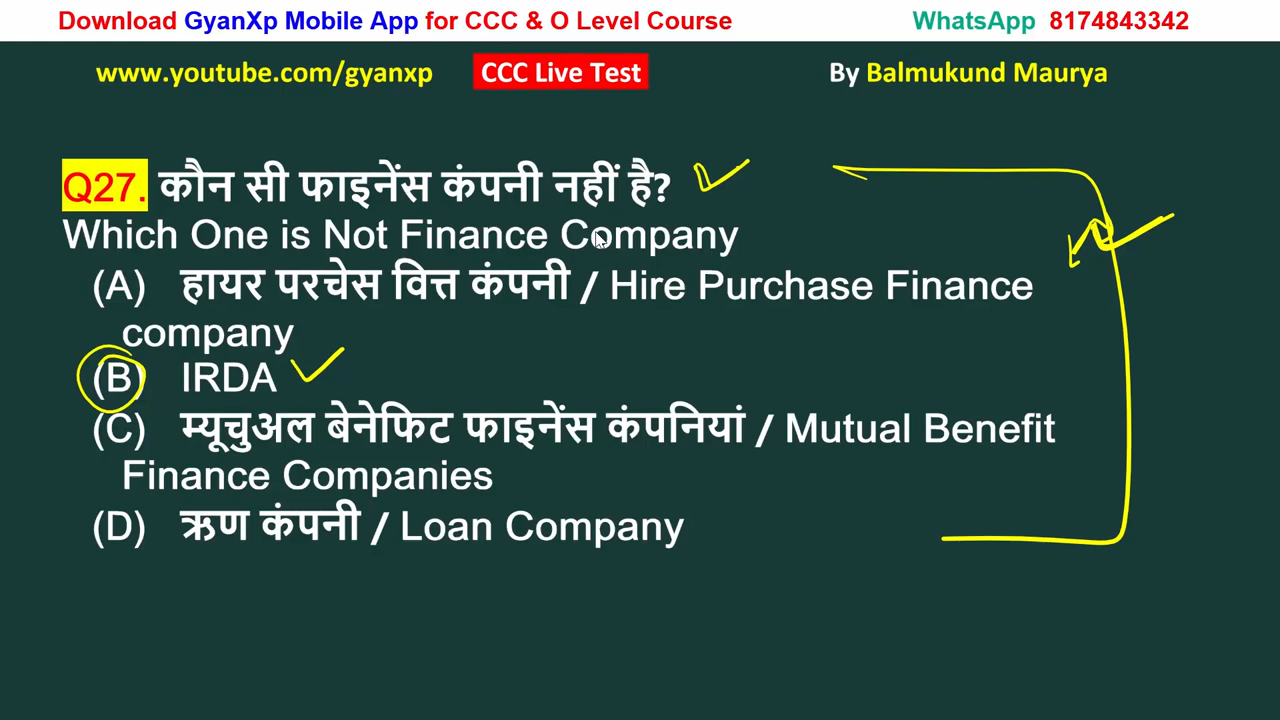 Download GyanXp Mobile App for CCC & O Level Course WhatsApp 8174843342
www.youtube.com/gyanxp CCC Live Test By Balmukund Maurya
Q27. कौन सी फाइनेंस कंपनी नहीं है?
Which One is Not Finance Company
(A) हायर परचेस वित्त कंपनी / Hire Purchase Finance
company
(B) IRDA
(C) म्यूचुअल बेनेफिट फाइनेंस कंपनियां / Mutual Benefit
Finance Companies
(D) ऋण कंपनी / Loan Company